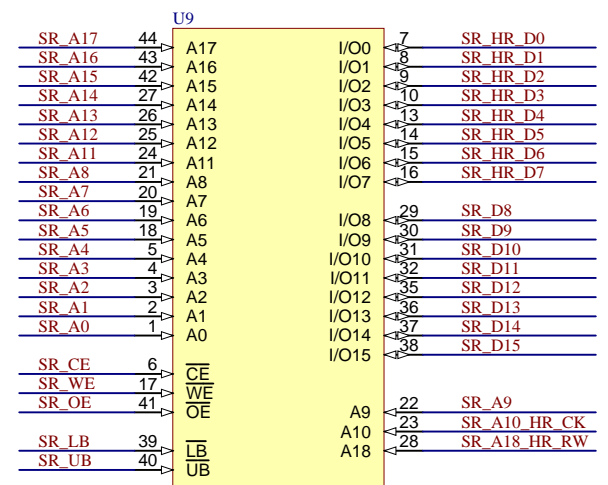 U9
SR_A17 44 A17 I/O0 7 SR_HR_D0
SR_A16 43 A16 I/O1 8 SR_HR_D1
SR_A15 42 A15 I/O2 9 SR_HR_D2
SR_A14 27 A14 I/O3 10 SR_HR_D3
SR_A13 26 A13 I/O4 13 SR_HR_D4
SR_A12 25 A12 I/O5 14 SR_HR_D5
SR_A11 24 A11 I/O6 15 SR_HR_D6
SR_A8 21 A8 I/O7 16 SR_HR_D7
SR_A7 20 A7
SR_A6 19 A6 I/O8 29 SR_D8
SR_A5 18 A5 I/O9 30 SR_D9
SR_A4 5 A4 I/O10 31 SR_D10
SR_A3 4 A3 I/O11 32 SR_D11
SR_A2 3 A2 I/O12 35 SR_D12
SR_A1 2 A1 I/O13 36 SR_D13
SR_A0 1 A0 I/O14 37 SR_D14
I/O15 38 SR_D15
SR_CE 6 CE
SR_WE 17 WE
SR_OE 41 OE A9 22 SR_A9
A10 23 SR_A10_HR_CK
SR_LB 39 LB A18 28 SR_A18_HR_RW
SR_UB 40 UB